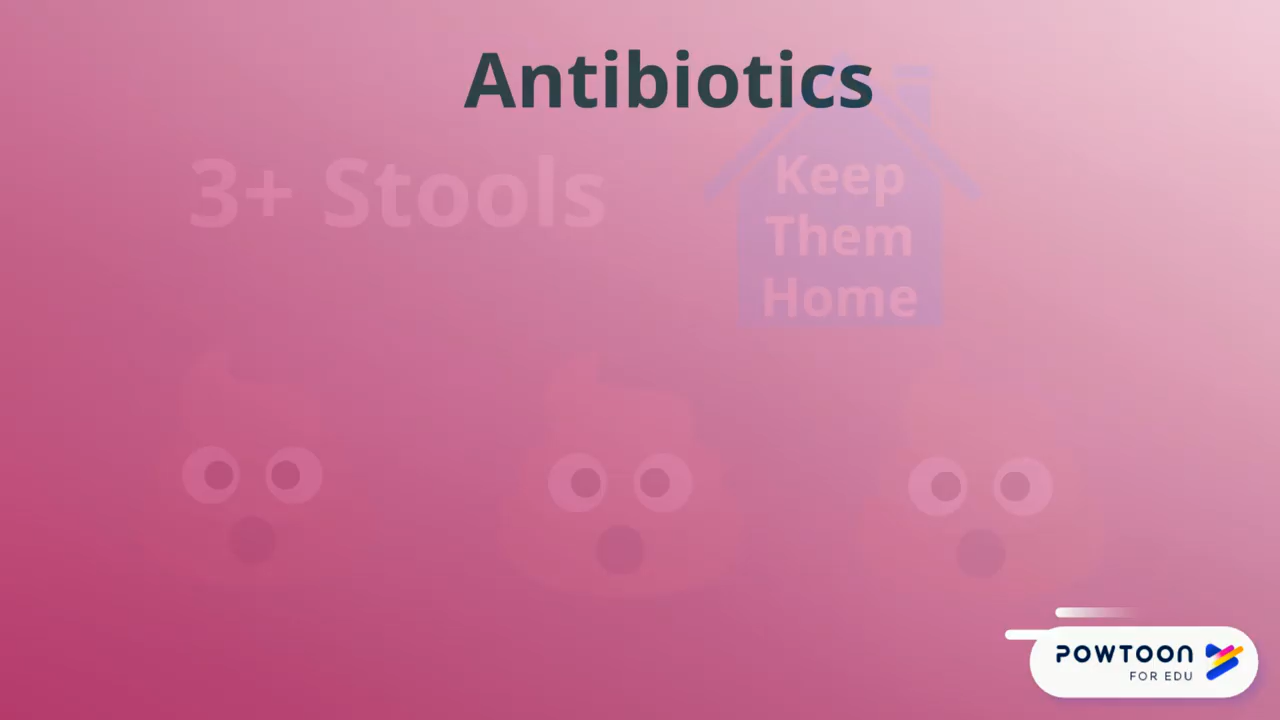 Antibiotics
3+ Stools
Keep
Them
Home
POWTOON
FOR EDU